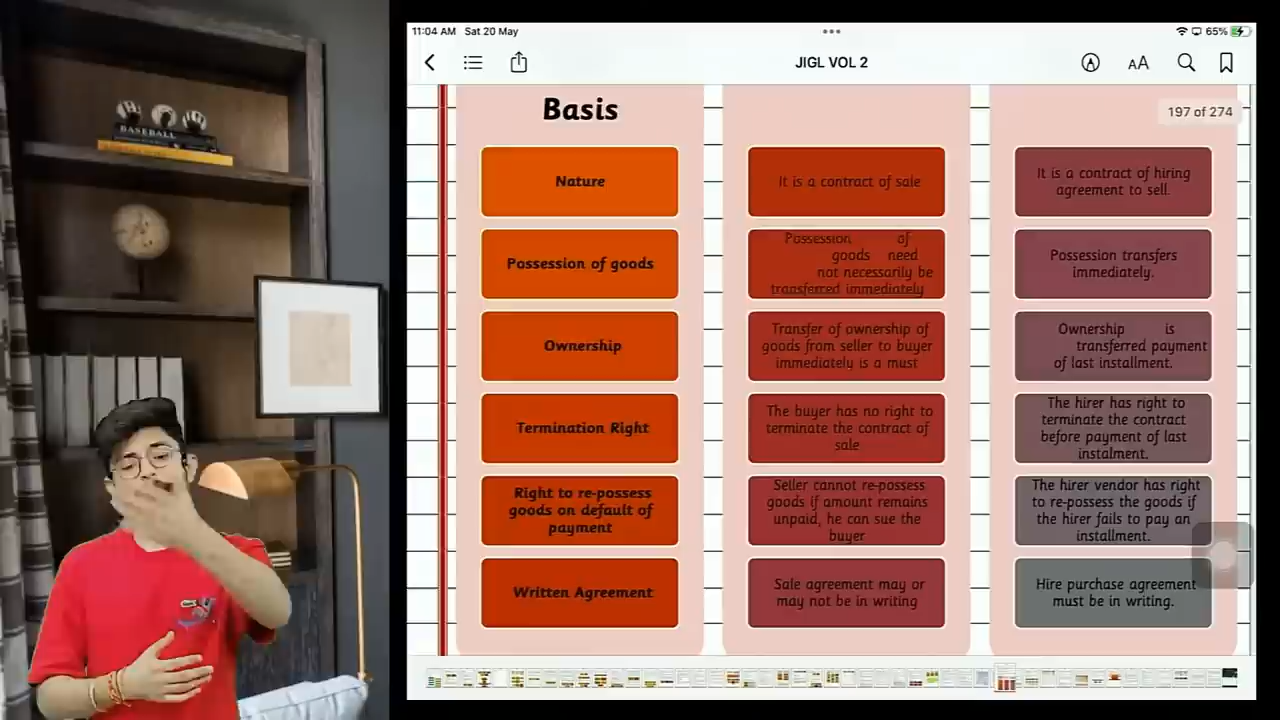 11:04 AM Sat 20 May
65%
JIGL VOL 2
AA
197 of 274
Basis
Nature
It is a contract of sale
It is a contract of hiring
agreement to sell.
Possession of goods
Possession of
goods need
not necessarily be
transferred immediately
Possession transfers
immediately.
Ownership
Transfer of ownership of
goods from seller to buyer
immediately is a must
Ownership is
transferred payment
of last installment.
Termination Right
The buyer has no right to
terminate the contract of
sale
The hirer has right to
terminate the contract
before payment of last
instalment.
Right to re-possess
goods on default of
payment
Seller cannot re-possess
goods if amount remains
unpaid, he can sue the
buyer
The hirer vendor has right
to re-possess the goods if
the hirer fails to pay an
installment.
Written Agreement
Sale agreement may or
may not be in writing
Hire purchase agreement
must be in writing.
BASEBALL